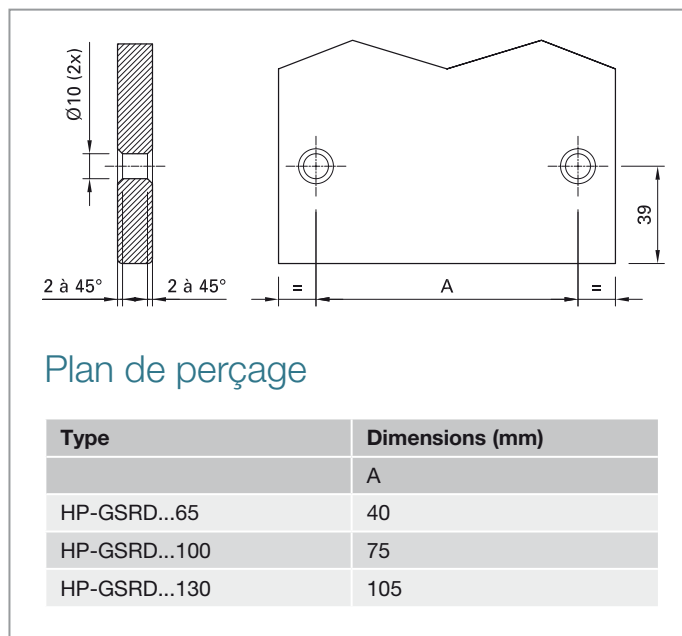 Ø10 (2x)
39
2 à 45°
2 à 45°
=
A
=
Plan de perçage
Type
Dimensions (mm)
A
HP-GSRD...65
40
HP-GSRD...100
75
HP-GSRD...130
105